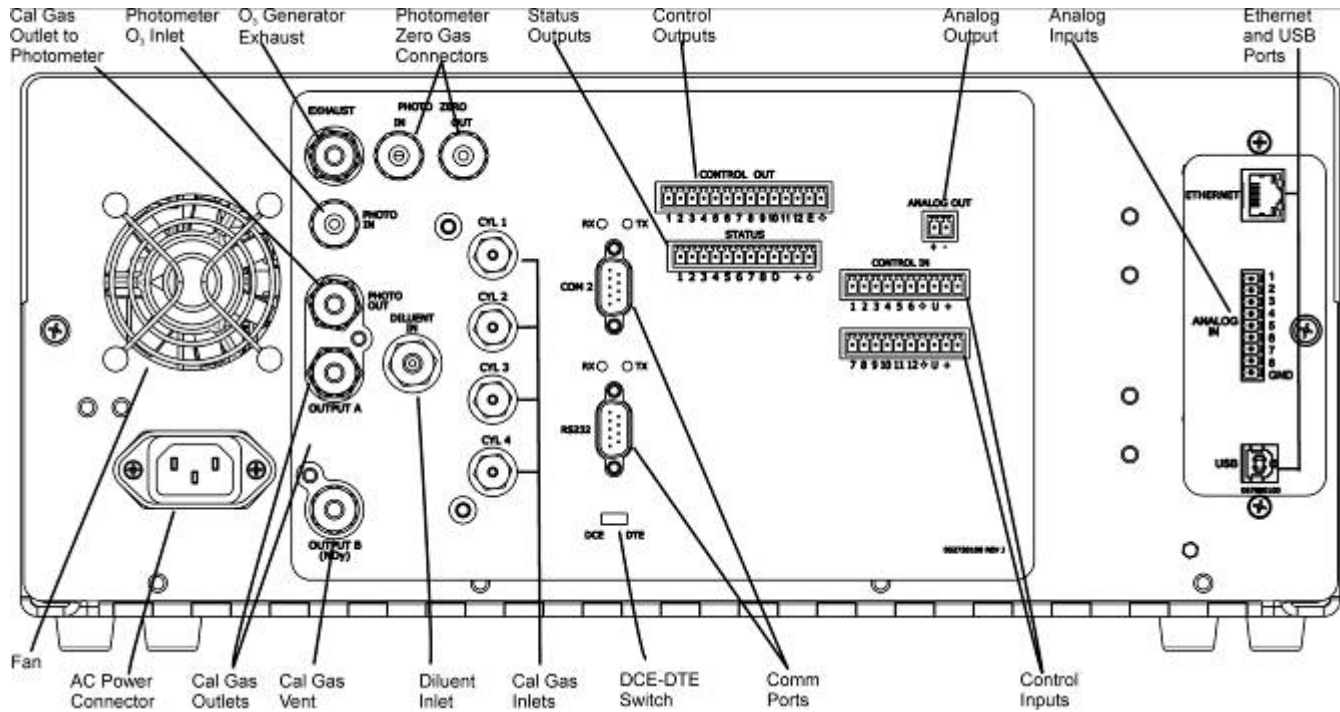 Cal Gas
Outlet to
Photometer
Photometer
O₃ Inlet
O₃ Generator
Exhaust
Photometer
Zero Gas
Connectors
Status
Outputs
Control
Outputs
Analog
Output
Analog
Inputs
Ethernet
and USB
Ports
EXHAUST
PHOTO ZERO
IN OUT
PHOTO
IN
PHOTO
OUT
OUTPUT A
OUTPUT B
(NOy)
DILUENT
IN
CYL 1
CYL 2
CYL 3
CYL 4
RX TX
COM 2
RX TX
RS232
DCE DTE
CONTROL OUT
1 2 3 4 5 6 7 8 9 10 11 12 E
STATUS
1 2 3 4 5 6 7 8 D +
ANALOG OUT
+ -
CONTROL IN
1 2 3 4 5 6 U +
7 8 9 10 11 12 U +
ETHERNET
ANALOG
IN
1
2
3
4
5
6
7
8
GND
USB
Fan
AC Power
Connector
Cal Gas
Outlets
Cal Gas
Vent
Diluent
Inlet
Cal Gas
Inlets
DCE-DTE
Switch
Comm
Ports
Control
Inputs